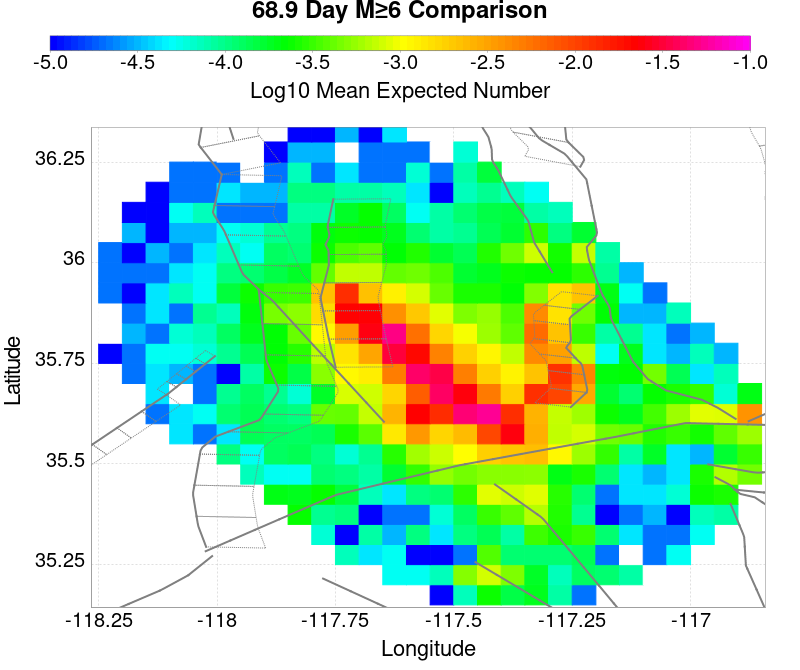 68.9 Day M≥6 Comparison
-5.0 -4.5 -4.0 -3.5 -3.0 -2.5 -2.0 -1.5 -1.0
Log10 Mean Expected Number
36.25
36
35.75
35.5
35.25
Latitude
-118.25 -118 -117.75 -117.5 -117.25 -117
Longitude